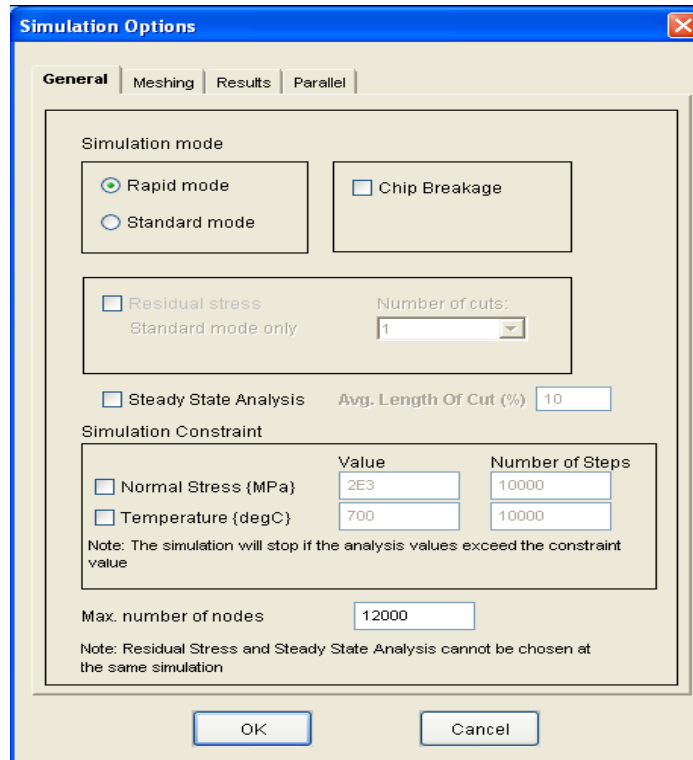 Simulation Options
General Meshing Results Parallel
Simulation mode
Rapid mode
Standard mode
Chip Breakage
Residual stress
Standard mode only
Number of cuts:
1
Steady State Analysis Avg. Length Of Cut (%) 10
Simulation Constraint
Value Number of Steps
Normal Stress {MPa} 2E3 10000
Temperature {degC} 700 10000
Note: The simulation will stop if the analysis values exceed the constraint
value
Max. number of nodes 12000
Note: Residual Stress and Steady State Analysis cannot be chosen at
the same simulation
OK Cancel